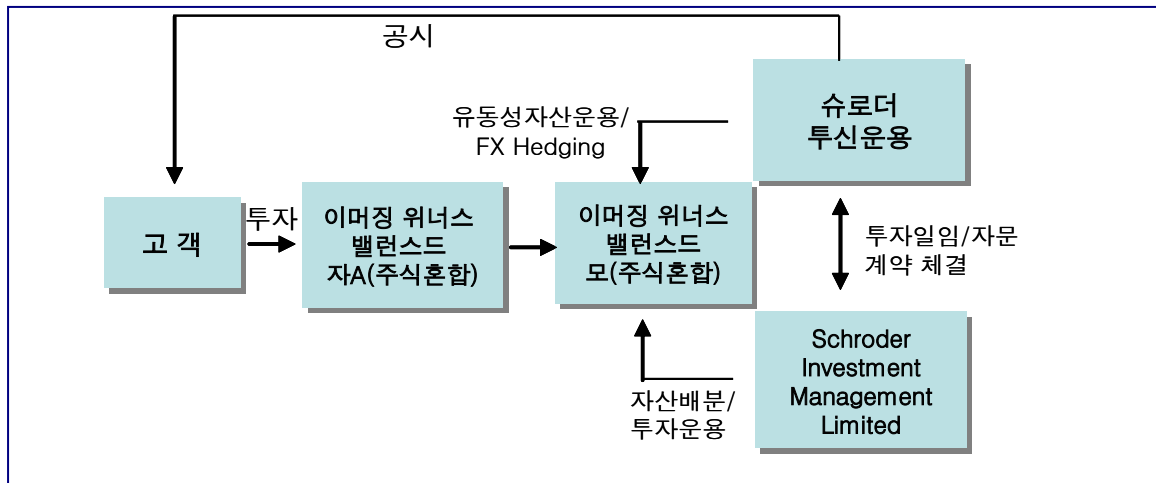 공시
슈로더
투신운용
유동성자산운용/
FX Hedging
고 객
투자
이머징 위너스
밸런스드
자A(주식혼합)
이머징 위너스
밸런스드
모(주식혼합)
투자일임/자문
계약 체결
자산배분/
투자운용
Schroder
Investment
Management
Limited